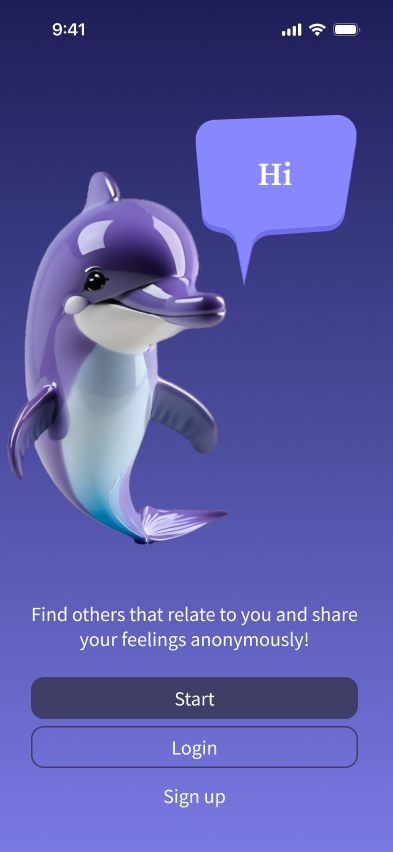 9:41
Hi
Find others that relate to you and share
your feelings anonymously!
Start
Login
Sign up